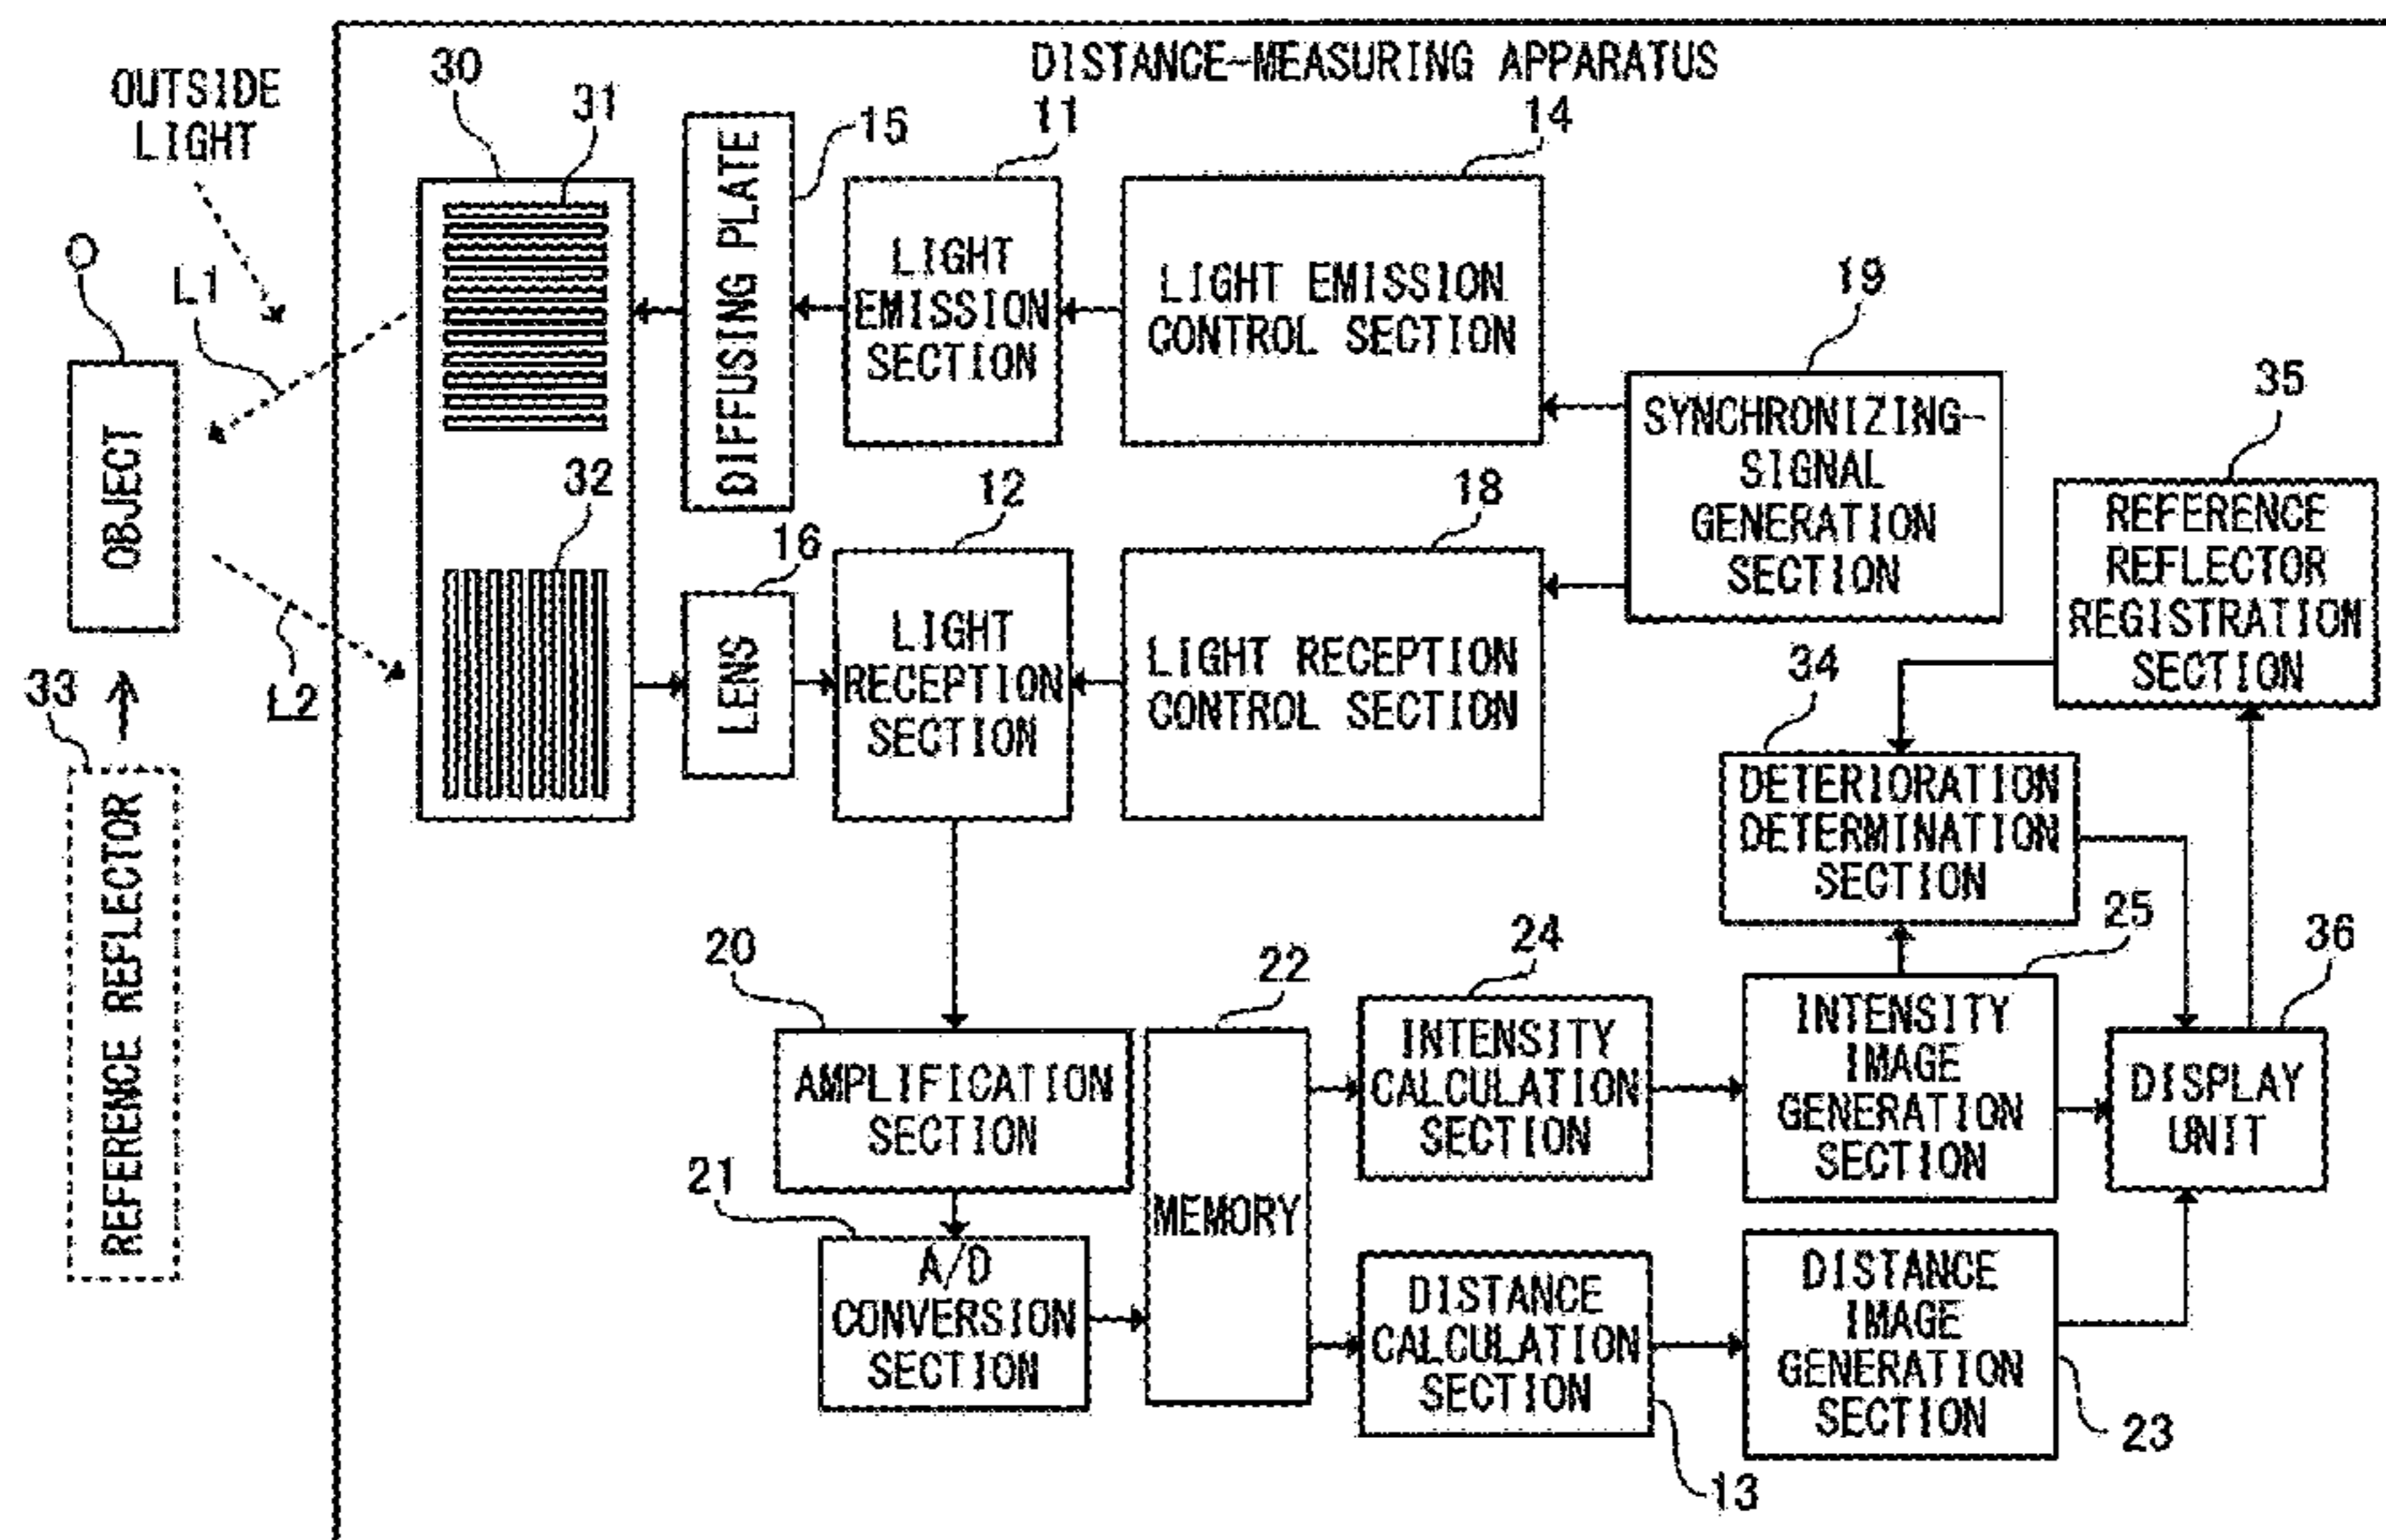 DISTANCE-MEASURING APPARATUS
OUTSIDE
LIGHT
30
31
15
11
14
O
L1
OBJECT
L2
33
REFERENCE REFLECTOR
DIFFUSING PLATE
LIGHT
EMISSION
SECTION
LIGHT EMISSION
CONTROL SECTION
19
SYNCHRONIZING-
SIGNAL
GENERATION
SECTION
35
REFERENCE
REFLECTOR
REGISTRATION
SECTION
32
16
LENS
12
LIGHT
RECEPTION
SECTION
18
LIGHT RECEPTION
CONTROL SECTION
34
DETERIORATION
DETERMINATION
SECTION
20
AMPLIFICATION
SECTION
21
A/D
CONVERSION
SECTION
22
MEMORY
24
INTENSITY
CALCULATION
SECTION
25
INTENSITY
IMAGE
GENERATION
SECTION
36
DISPLAY
UNIT
DISTANCE
CALCULATION
SECTION
13
DISTANCE
IMAGE
GENERATION
SECTION
23